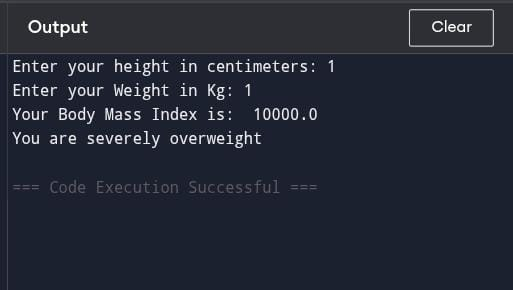 Output
Clear
Enter your height in centimeters: 1
Enter your Weight in Kg: 1
Your Body Mass Index is:  10000.0
You are severely overweight
=== Code Execution Successful ===